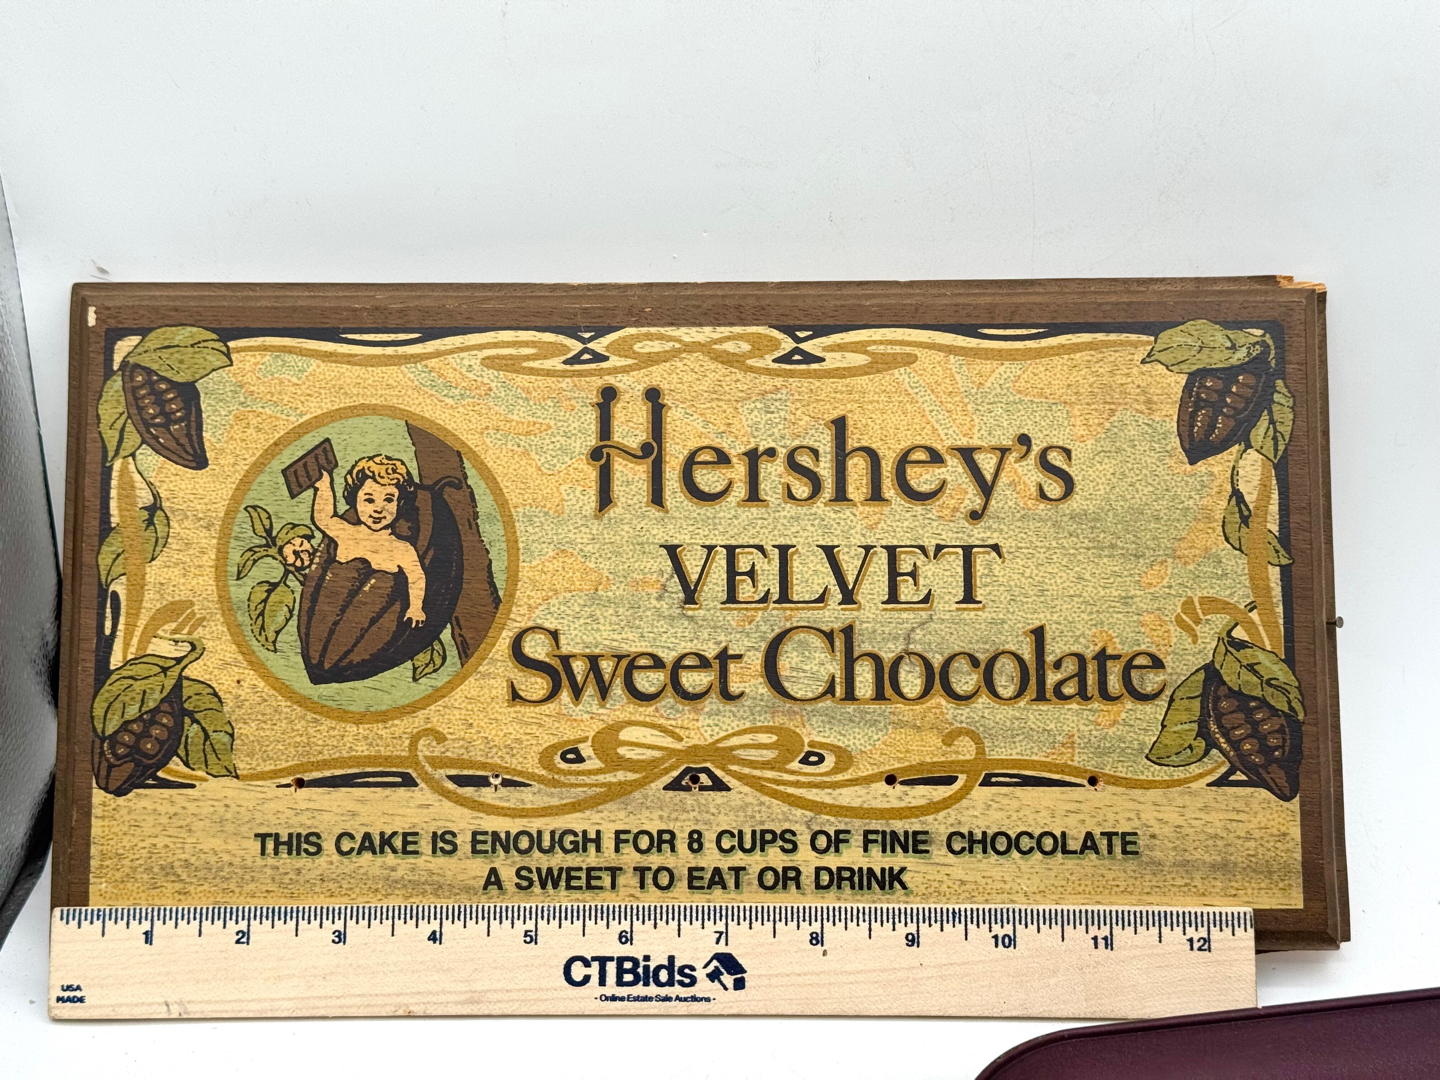 Hershey's
VELVET
Sweet Chocolate
THIS CAKE IS ENOUGH FOR 8 CUPS OF FINE CHOCOLATE
A SWEET TO EAT OR DRINK
1 2 3 4 5 6 7 8 9 10 11 12
CTBids
- Online Estate Sale Auctions -
USA
MADE